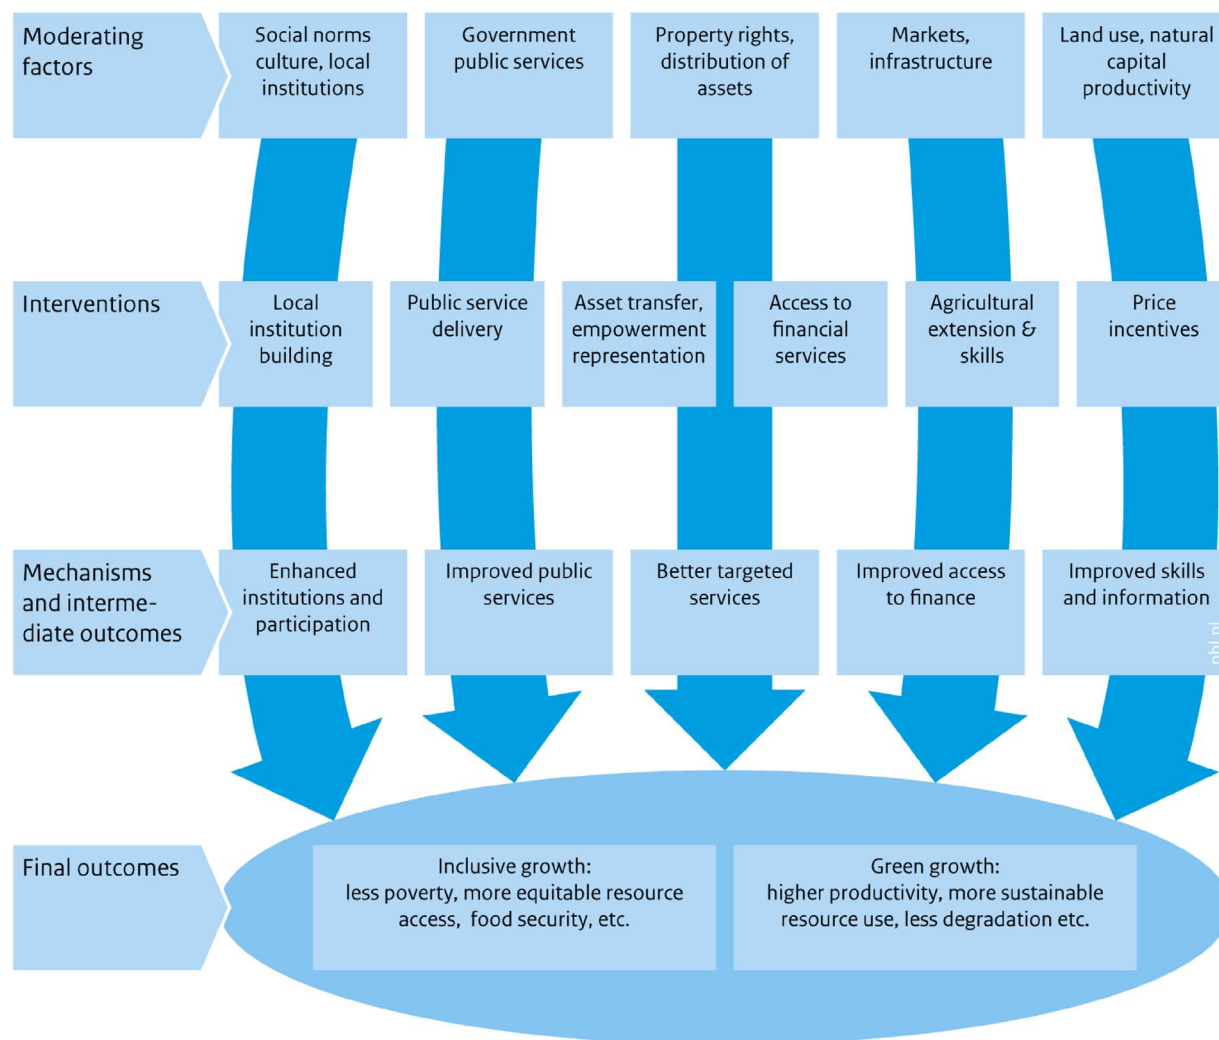 Moderating
factors
Social norms
culture, local
institutions
Government
public services
Property rights,
distribution of
assets
Markets,
infrastructure
Land use, natural
capital
productivity
Interventions
Local
institution
building
Public service
delivery
Asset transfer,
empowerment
representation
Access to
financial
services
Agricultural
extension &
skills
Price
incentives
Mechanisms
and interme-
diate outcomes
Enhanced
institutions and
participation
Improved public
services
Better targeted
services
Improved access
to finance
Improved skills
and information
pbl.nl
Final outcomes
Inclusive growth:
less poverty, more equitable resource
access, food security, etc.
Green growth:
higher productivity, more sustainable
resource use, less degradation etc.